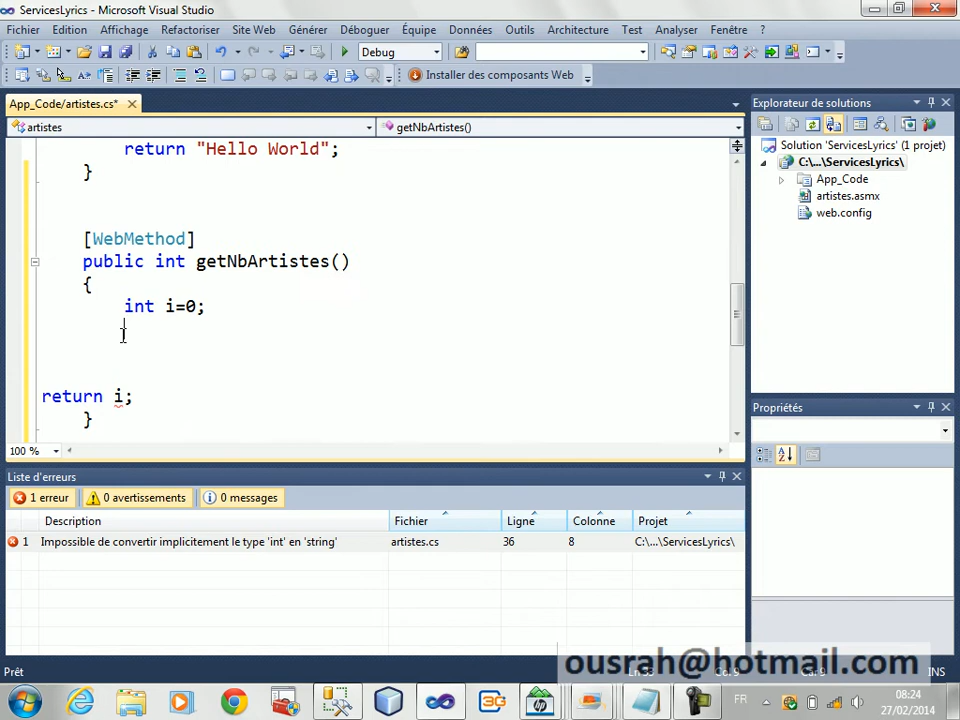 ServicesLyrics - Microsoft Visual Studio
Fichier Edition Affichage Refactoriser Site Web Générer Déboguer Équipe Données Outils Architecture Test Analyser Fenêtre ?
Debug
Installer des composants Web
App_Code/artistes.cs*
artistes getNbArtistes()
return "Hello World";
}
[WebMethod]
public int getNbArtistes()
{
int i=0;
return i;
}
100 %
Explorateur de solutions
Solution 'ServicesLyrics' (1 projet)
C:\...\ServicesLyrics\
App_Code
artistes.asmx
web.config
Propriétés
Liste d'erreurs
1 erreur 0 avertissements 0 messages
Description Fichier Ligne Colonne Projet
1 Impossible de convertir implicitement le type 'int' en 'string' artistes.cs 36 8 C:\...\ServicesLyrics\
Prêt INS
ousrah@hotmail.com
3G FR 08:24
27/02/2014